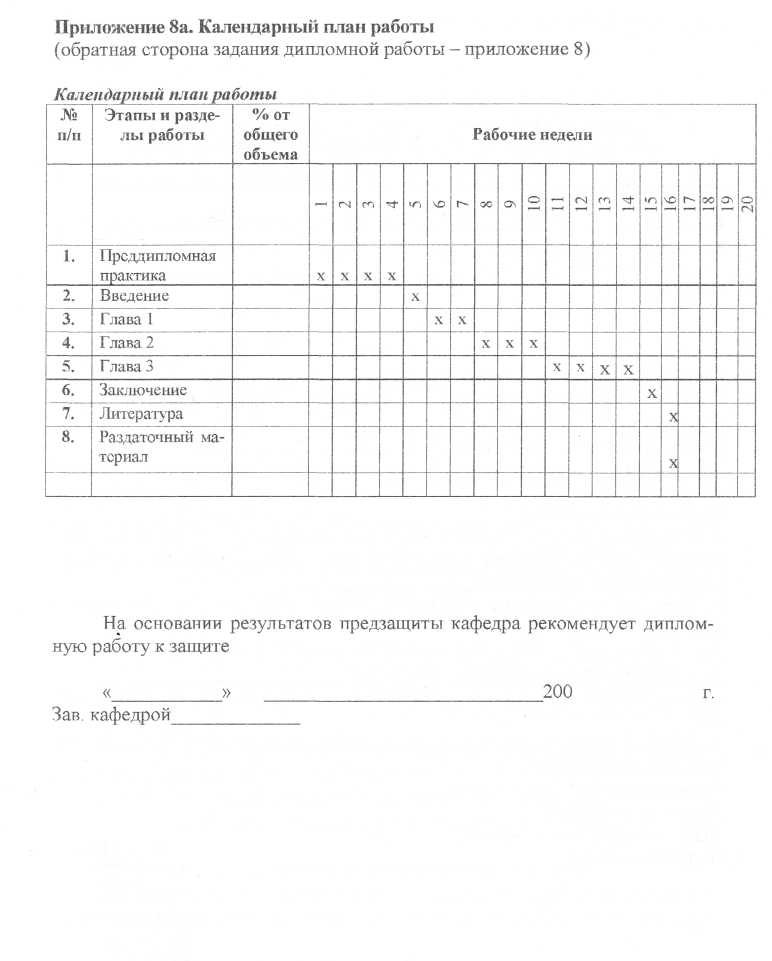 Приложение 8а. Календарный план работы
(обратная сторона задания дипломной работы – приложение 8)
Календарный план работы
№ п/п Этапы и разде- лы работы % от общего объема Рабочие недели
1 2 3 4 5 6 7 8 9 10 11 12 13 14 15 16 17 18 19 20
1. Преддипломная
практика х х х х
2. Введение х
3. Глава 1 х х
4. Глава 2 х х х
5. Глава 3 х х х х
6. Заключение х
7. Литература х
8. Раздаточный ма-
териал х
На основании результатов предзащиты кафедра рекомендует диплом-
ную работу к защите
«____________» ______________________________200 г.
Зав. кафедрой______________